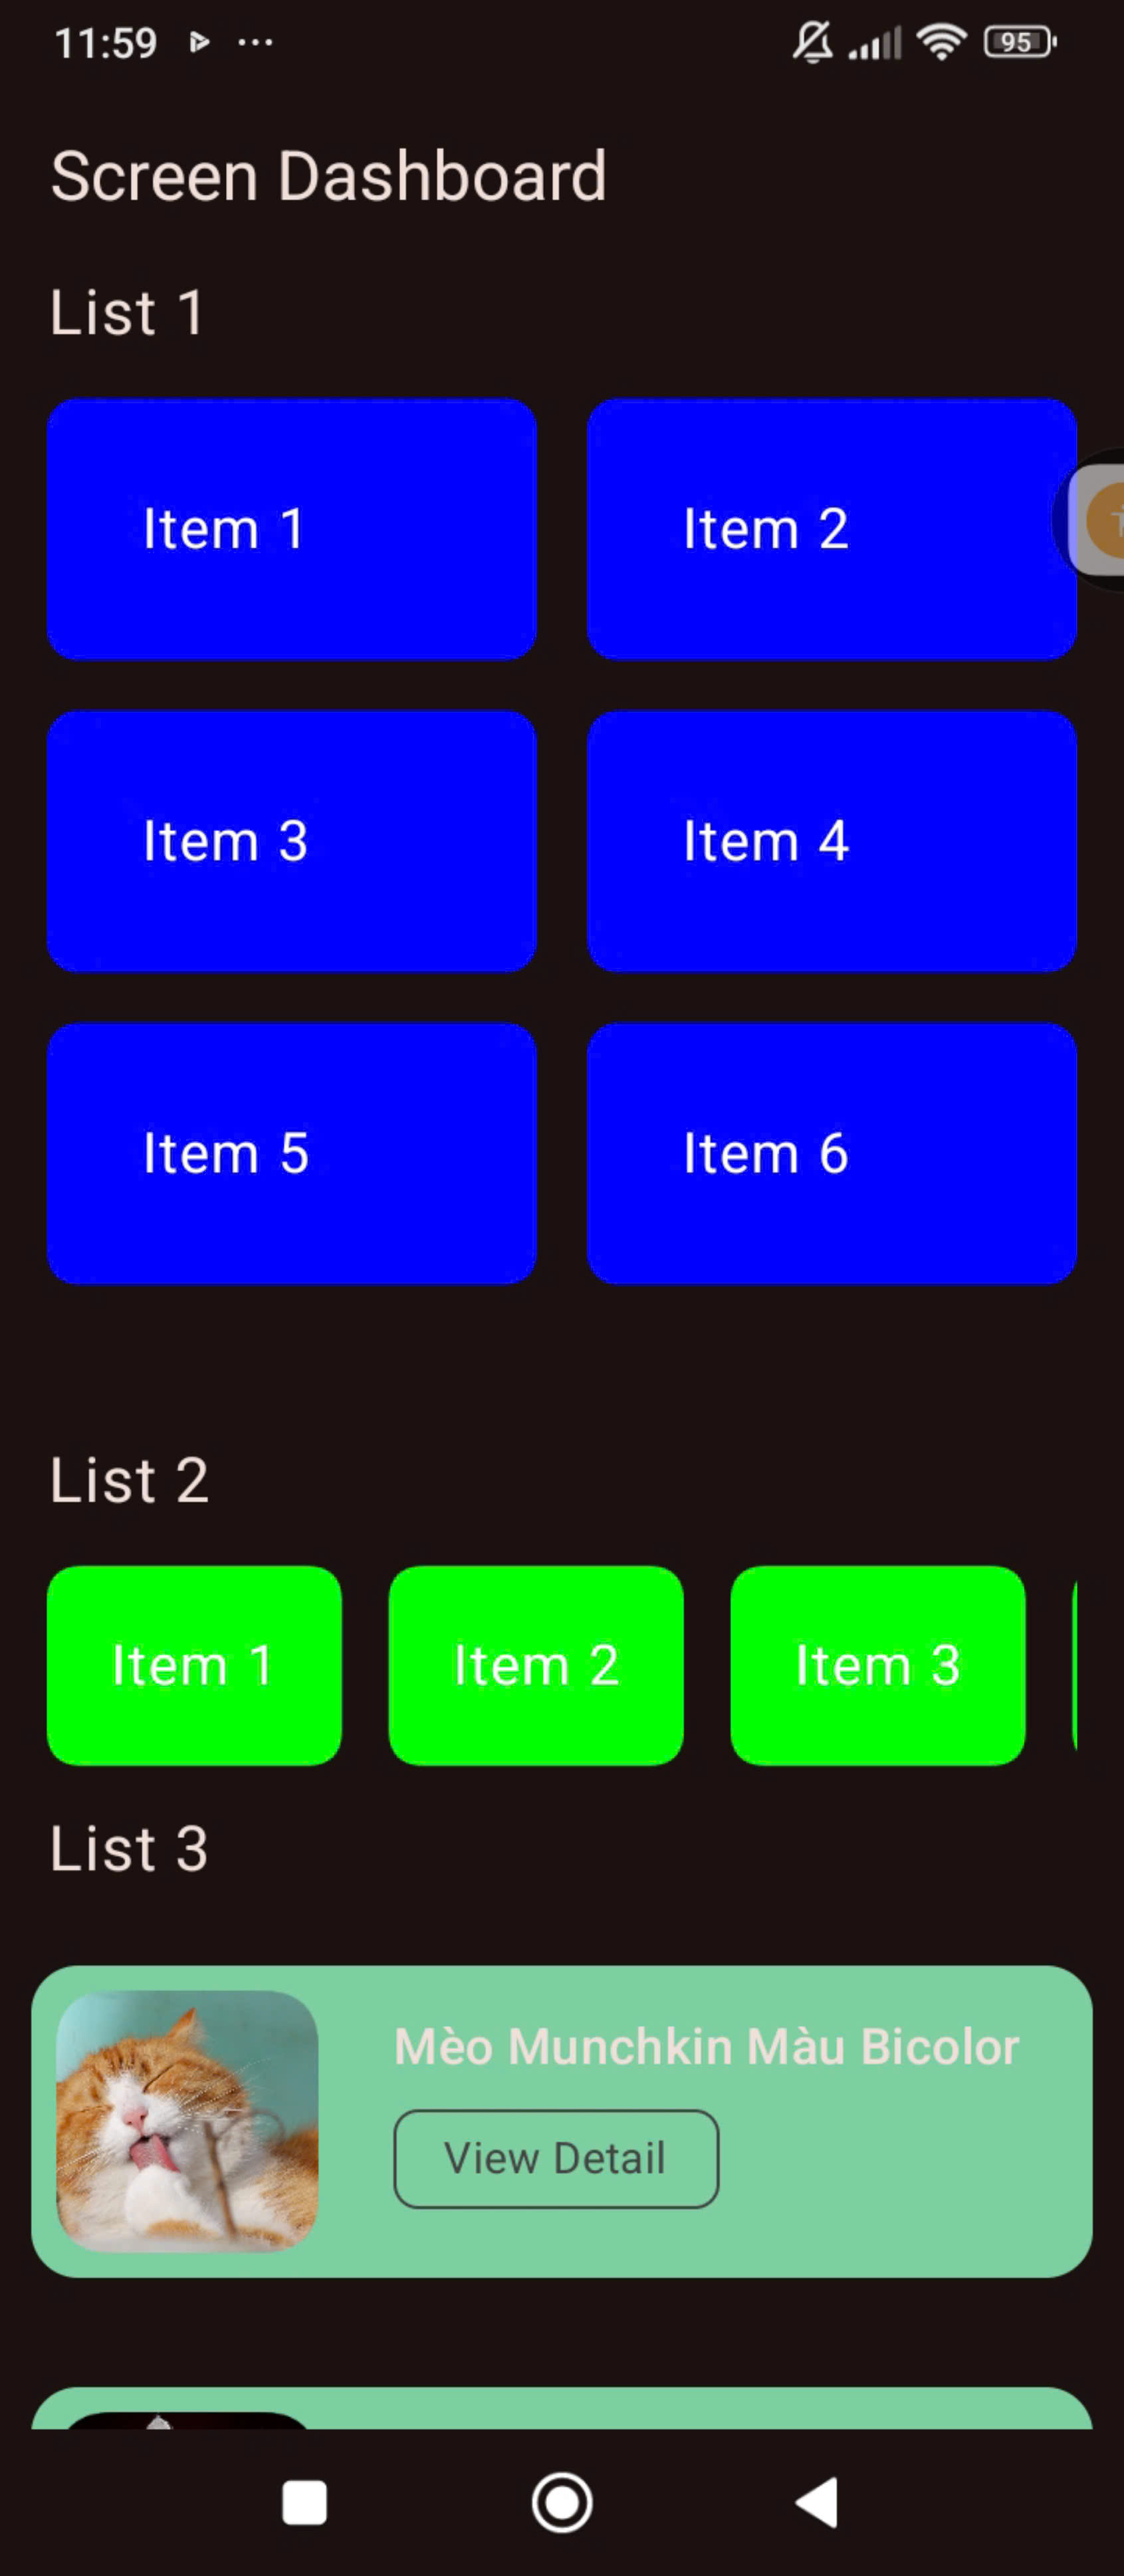 11:59
95
Screen Dashboard
List 1
Item 1
Item 2
Item 3
Item 4
Item 5
Item 6
List 2
Item 1
Item 2
Item 3
List 3
Mèo Munchkin Màu Bicolor
View Detail